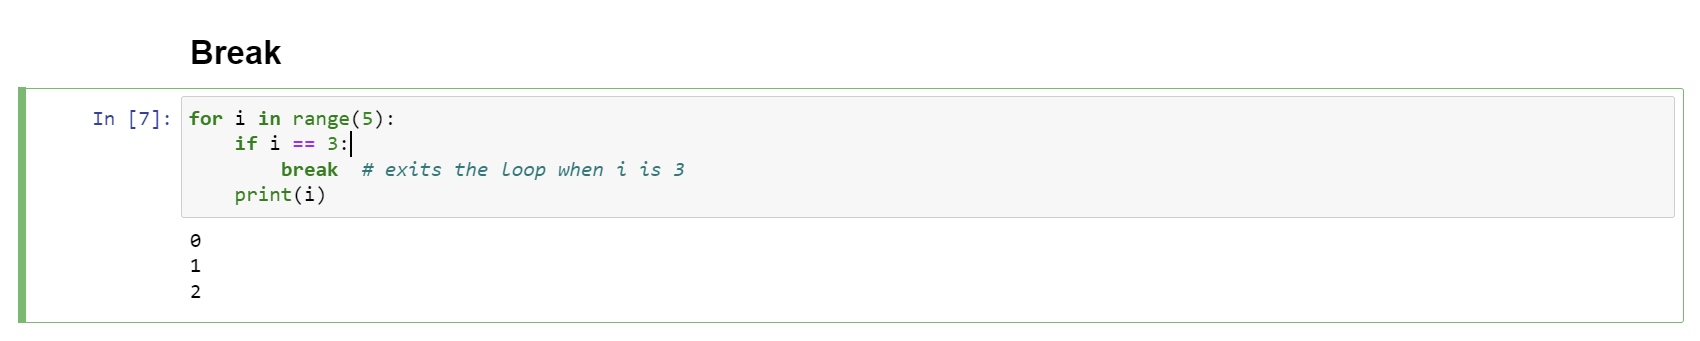 Break
In [7]: for i in range(5):
    if i == 3:
        break  # exits the loop when i is 3
    print(i)
0
1
2